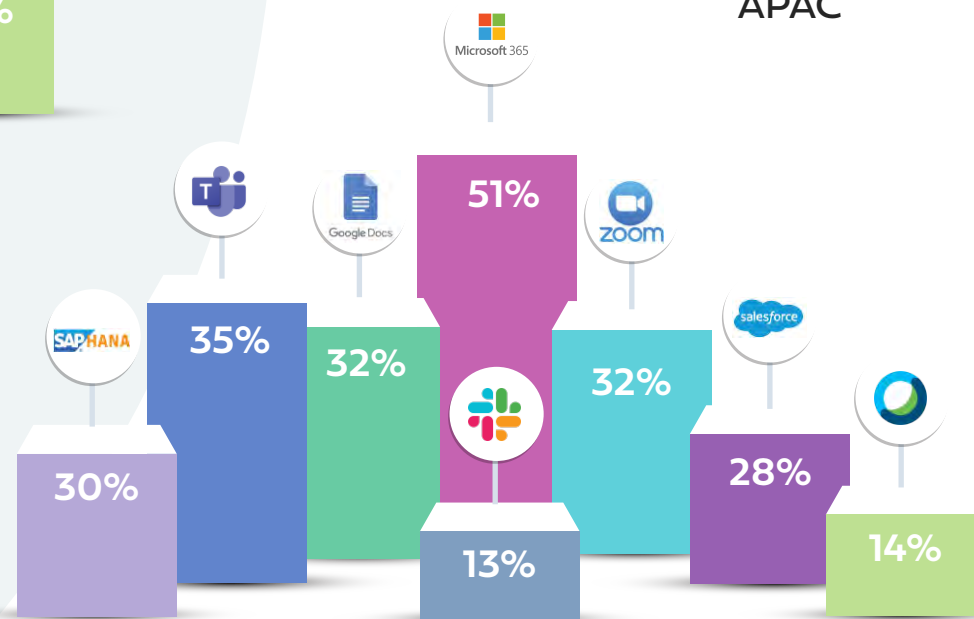 %
APAC
Microsoft 365
51%
T
Google Docs
zoom
35%
32%
32%
SAP HANA
salesforce
30%
28%
13%
14%